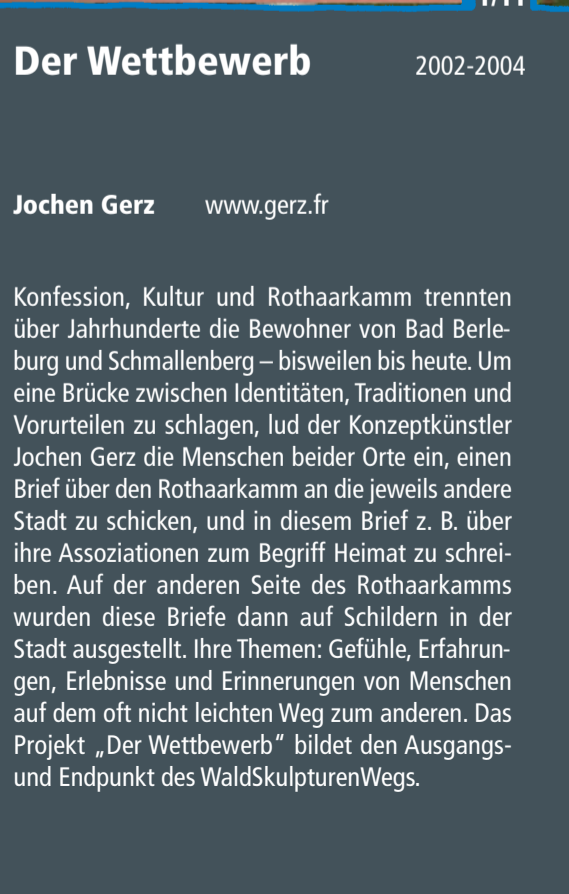 1/11
Der Wettbewerb 2002-2004
Jochen Gerz www.gerz.fr
Konfession, Kultur und Rothaarkamm trennten
über Jahrhunderte die Bewohner von Bad Berle-
burg und Schmallenberg – bisweilen bis heute. Um
eine Brücke zwischen Identitäten, Traditionen und
Vorurteilen zu schlagen, lud der Konzeptkünstler
Jochen Gerz die Menschen beider Orte ein, einen
Brief über den Rothaarkamm an die jeweils andere
Stadt zu schicken, und in diesem Brief z. B. über
ihre Assoziationen zum Begriff Heimat zu schrei-
ben. Auf der anderen Seite des Rothaarkamms
wurden diese Briefe dann auf Schildern in der
Stadt ausgestellt. Ihre Themen: Gefühle, Erfahrun-
gen, Erlebnisse und Erinnerungen von Menschen
auf dem oft nicht leichten Weg zum anderen. Das
Projekt „Der Wettbewerb“ bildet den Ausgangs-
und Endpunkt des WaldSkulpturenWegs.